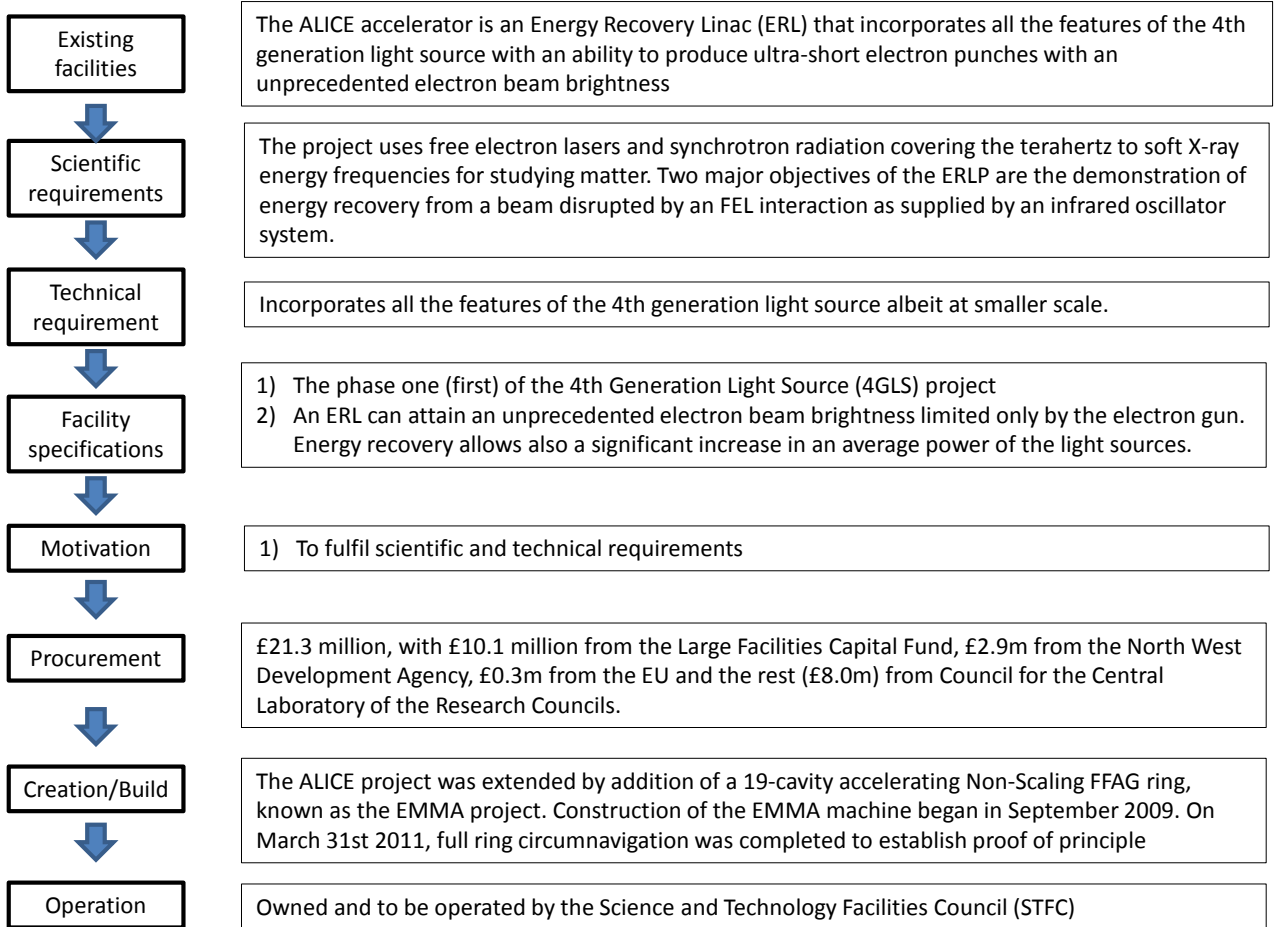 Existing
facilities
The ALICE accelerator is an Energy Recovery Linac (ERL) that incorporates all the features of the 4th
generation light source with an ability to produce ultra-short electron punches with an
unprecedented electron beam brightness
Scientific
requirements
The project uses free electron lasers and synchrotron radiation covering the terahertz to soft X-ray
energy frequencies for studying matter. Two major objectives of the ERLP are the demonstration of
energy recovery from a beam disrupted by an FEL interaction as supplied by an infrared oscillator
system.
Technical
requirement
Incorporates all the features of the 4th generation light source albeit at smaller scale.
Facility
specifications
1) The phase one (first) of the 4th Generation Light Source (4GLS) project
2) An ERL can attain an unprecedented electron beam brightness limited only by the electron gun.
Energy recovery allows also a significant increase in an average power of the light sources.
Motivation
1) To fulfil scientific and technical requirements
Procurement
£21.3 million, with £10.1 million from the Large Facilities Capital Fund, £2.9m from the North West
Development Agency, £0.3m from the EU and the rest (£8.0m) from Council for the Central
Laboratory of the Research Councils.
Creation/Build
The ALICE project was extended by addition of a 19-cavity accelerating Non-Scaling FFAG ring,
known as the EMMA project. Construction of the EMMA machine began in September 2009. On
March 31st 2011, full ring circumnavigation was completed to establish proof of principle
Operation
Owned and to be operated by the Science and Technology Facilities Council (STFC)